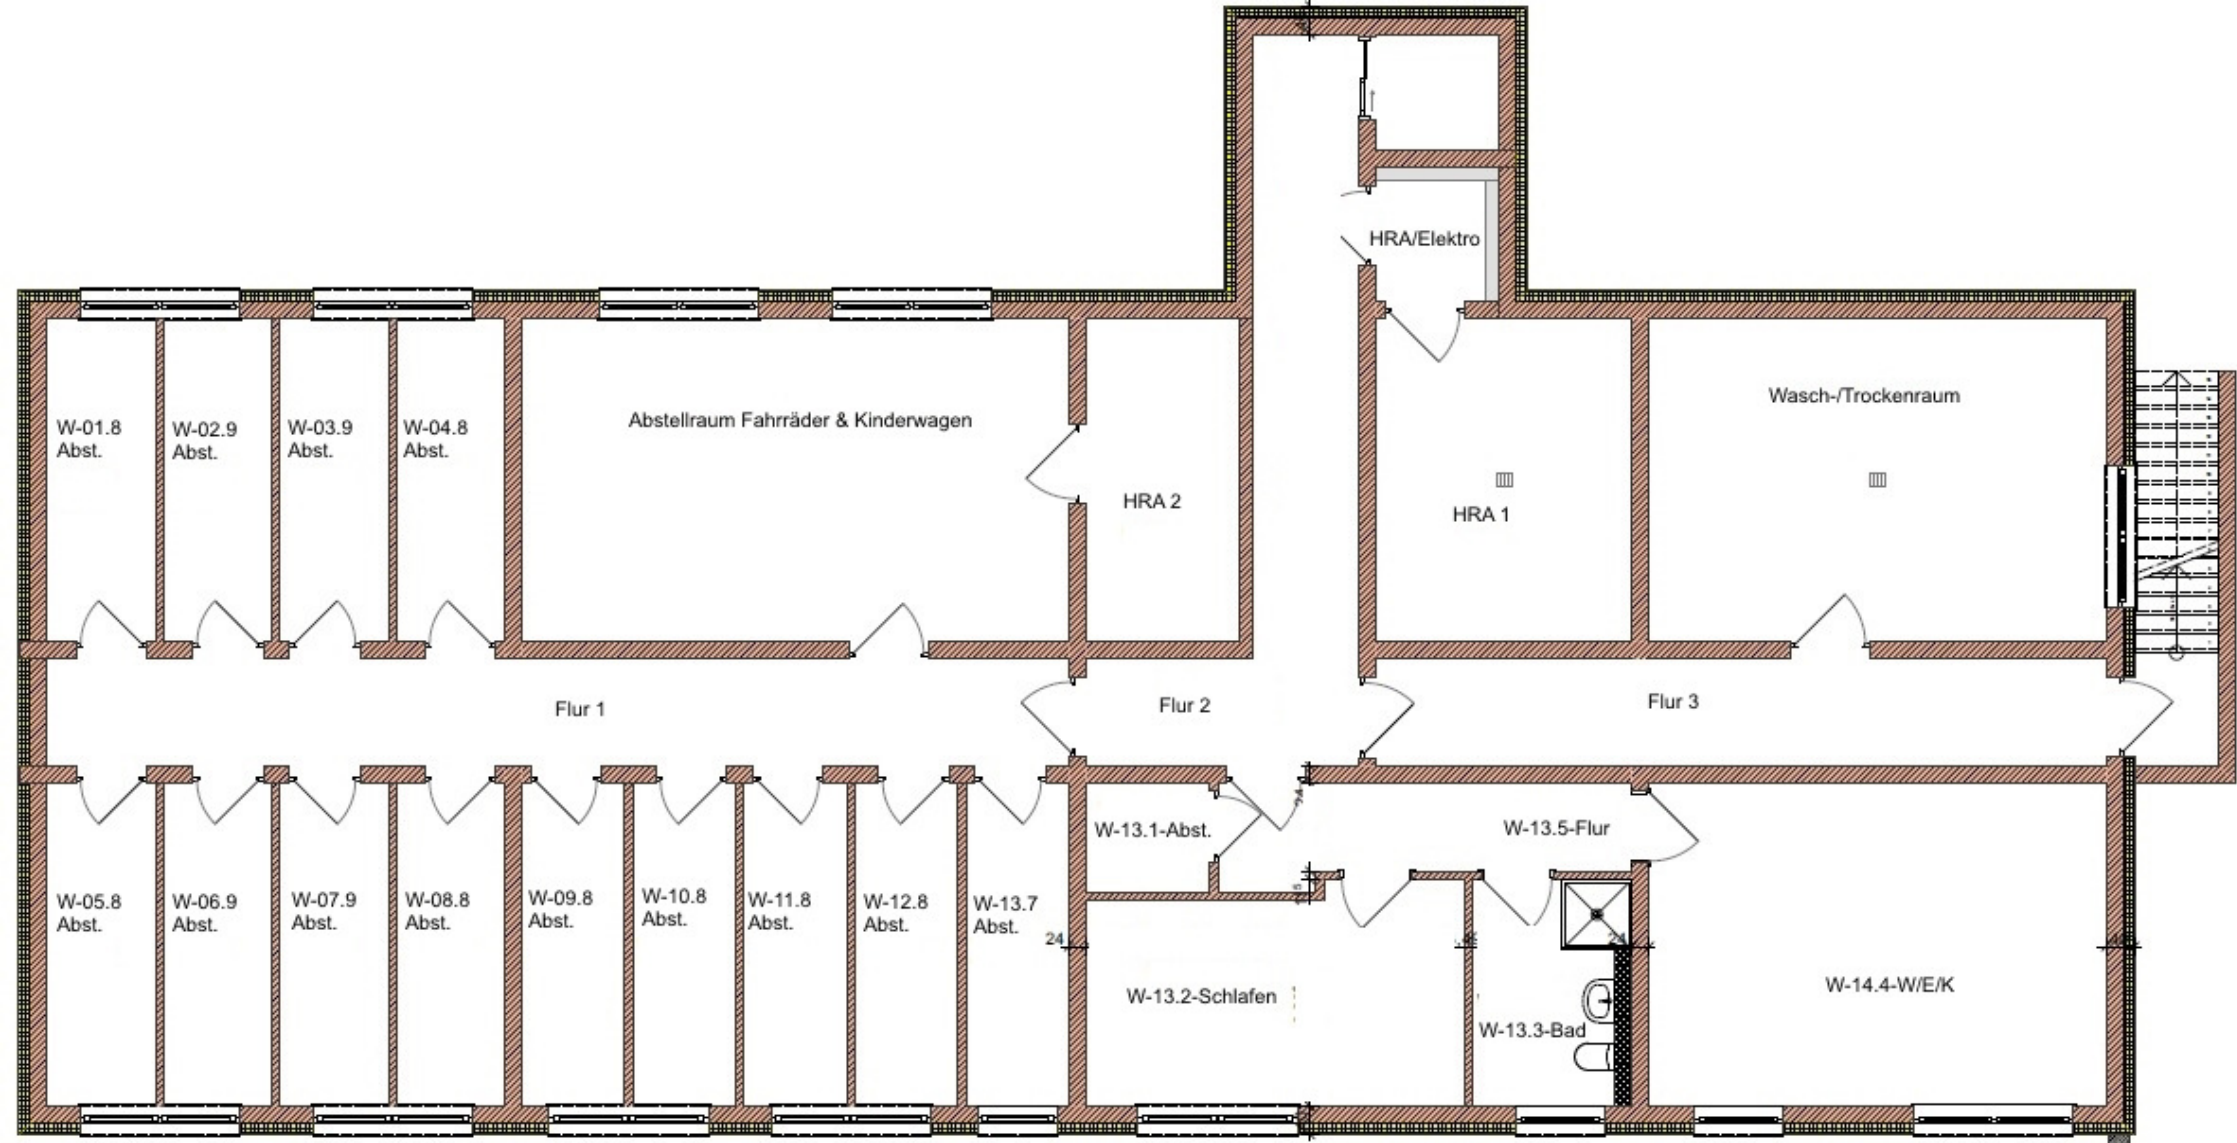 HRA/Elektro
W-01.8
Abst.
W-02.9
Abst.
W-03.9
Abst.
W-04.8
Abst.
Abstellraum Fahrräder & Kinderwagen
HRA 2
HRA 1
Wasch-/Trockenraum
Flur 1
Flur 2
Flur 3
W-05.8
Abst.
W-06.9
Abst.
W-07.9
Abst.
W-08.8
Abst.
W-09.8
Abst.
W-10.8
Abst.
W-11.8
Abst.
W-12.8
Abst.
W-13.7
Abst.
W-13.1-Abst.
24
W-13.5-Flur
24
24
W-13.2-Schlafen
W-13.3-Bad
W-14.4-W/E/K